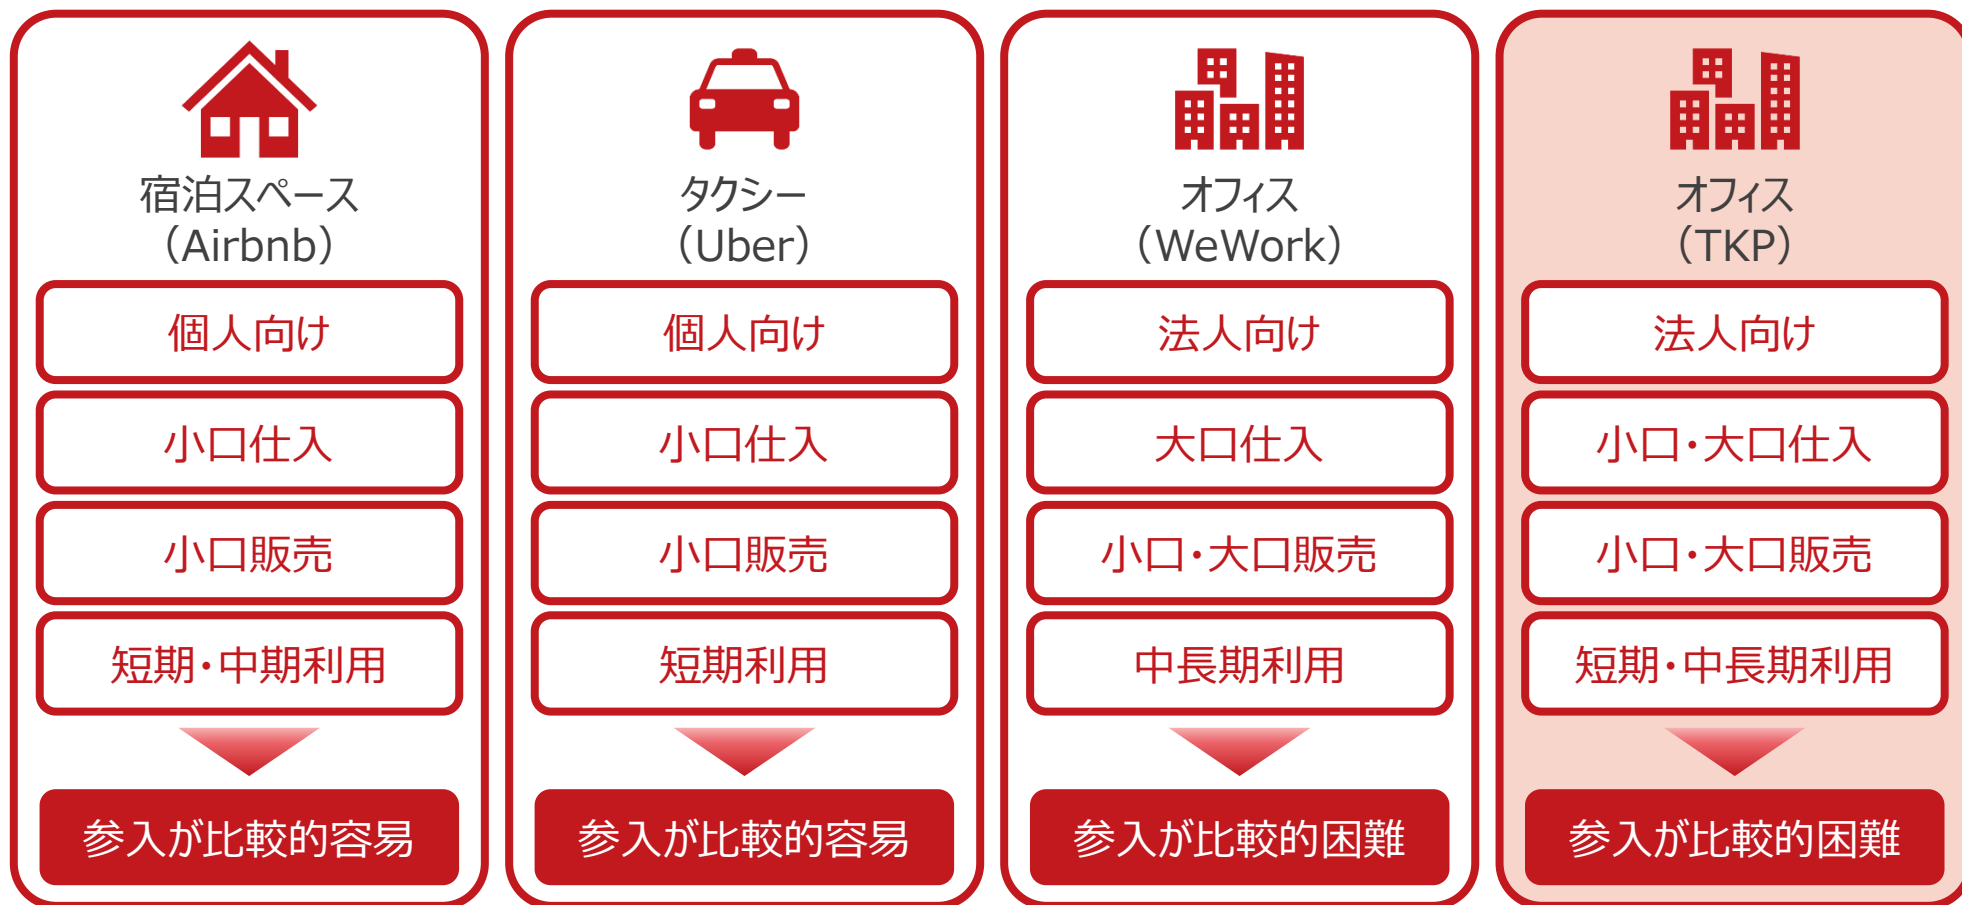 宿泊スペース
（Airbnb）
個人向け
小口仕入
小口販売
短期・中期利用
参入が比較的容易
タクシー
（Uber）
個人向け
小口仕入
小口販売
短期利用
参入が比較的容易
オフィス
（WeWork）
法人向け
大口仕入
小口・大口販売
中長期利用
参入が比較的困難
オフィス
（TKP）
法人向け
小口・大口仕入
小口・大口販売
短期・中長期利用
参入が比較的困難